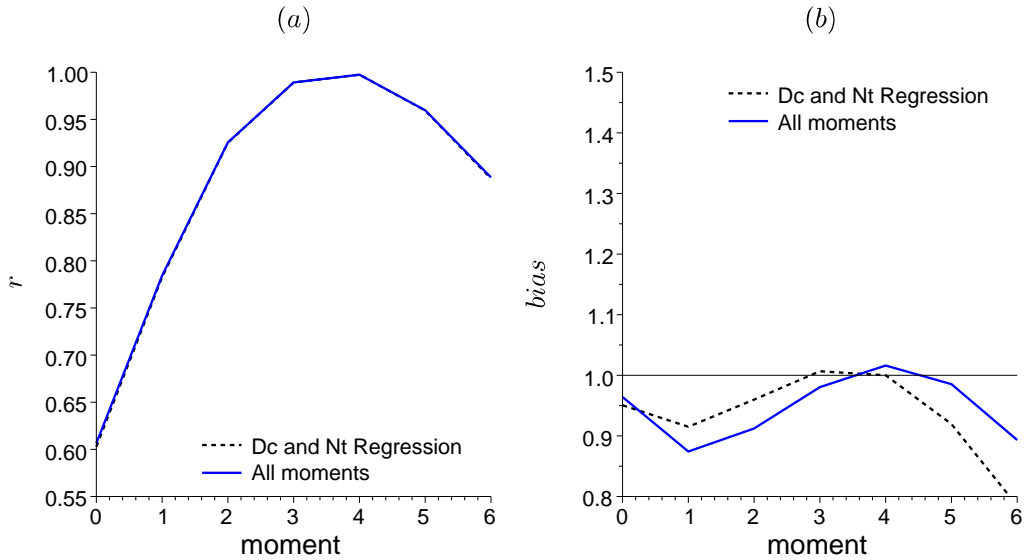 (a)
1.00
0.95
0.90
0.85
0.80
0.75
0.70
0.65
0.60
0.55
r
Dc and Nt Regression
All moments
0 1 2 3 4 5 6
moment
(b)
1.5
1.4
1.3
1.2
1.1
1.0
0.9
0.8
bias
Dc and Nt Regression
All moments
0 1 2 3 4 5 6
moment